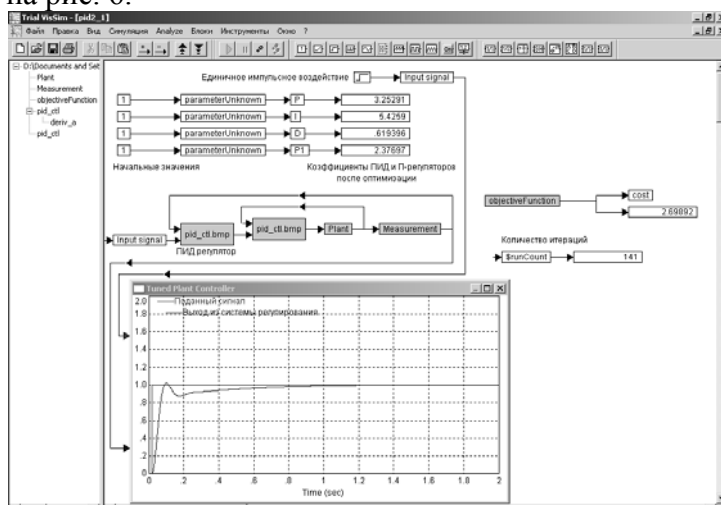 на рис. 6.
Trial VisSim - [pid2_1]
Файл Правка Вид Симуляция Analyze Блоки Инструменты Окно ?
D:\Documents and Set
Plant
Measurement
objectiveFunction
pid_ctl
deriv_a
pid_ctl
Единичное импульсное воздействие Input signal
1 parameterUnknown P 3.25291
1 parameterUnknown I 5.4259
1 parameterUnknown D .619396
1 parameterUnknown P1 2.37697
Начальные значения
Коэффициенты ПИД и П-регуляторов
после оптимизации
objectiveFunction cost
2.69892
Количество итераций
$runCount 141
Input signal pid_ctl.bmp pid_ctl.bmp Plant Measurement
ПИД регулятор
Tuned Plant Controller
Поданный сигнал
Выход из системы регулирования
2.0
1.8
1.6
1.4
1.2
1.0
.8
.6
.4
.2
0
0 .2 .4 .6 .8 1 1.2 1.4 1.6 1.8 2
Time (sec)